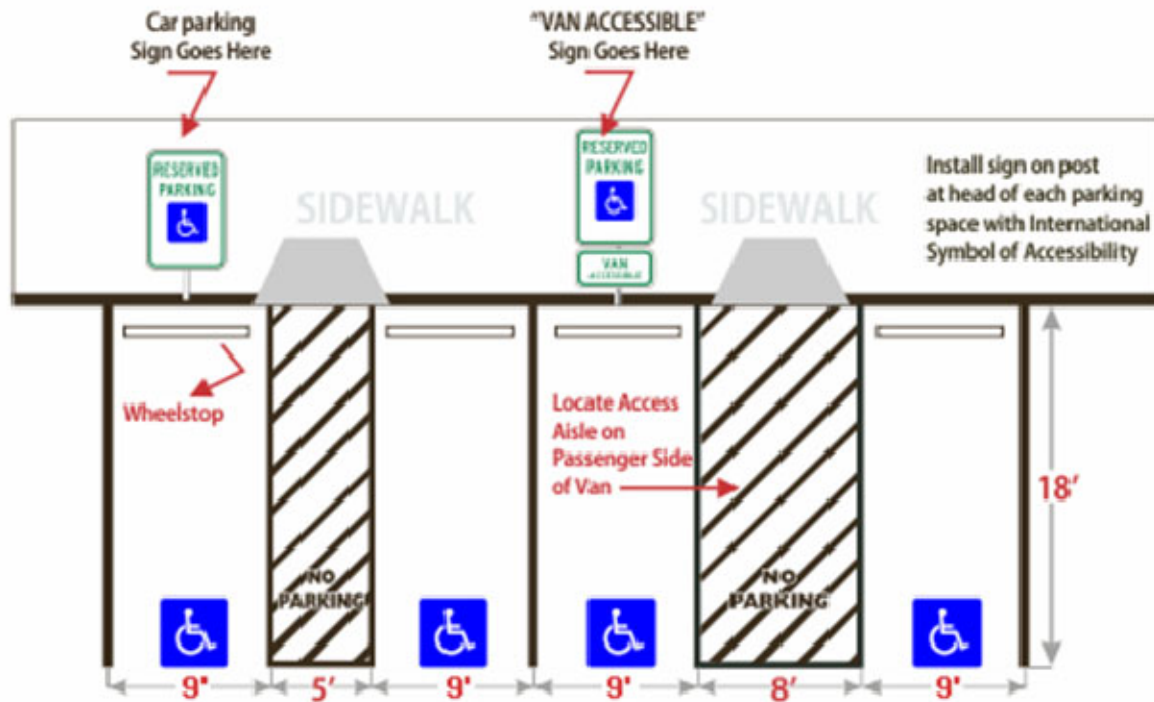 Car parking
Sign Goes Here
"VAN ACCESSIBLE"
Sign Goes Here
RESERVED
PARKING
SIDEWALK
RESERVED
PARKING
VAN
ACCESSIBLE
SIDEWALK
Install sign on post
at head of each parking
space with International
Symbol of Accessibility
Wheelstop
Locate Access
Aisle on
Passenger Side
of Van
18'
NO
PARKING
NO
PARKING
9'
5'
9'
9'
8'
9'